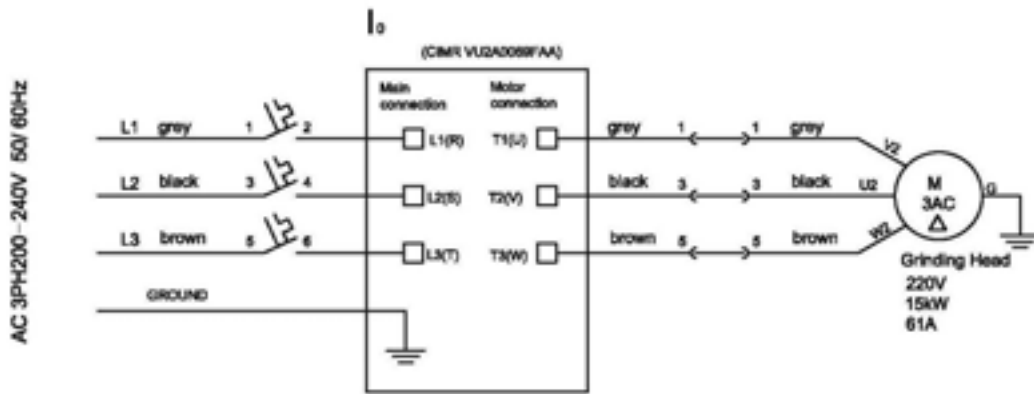 I₀
(CIMR VU2A0069FAA)
AC 3PH200-240V 50/60Hz
Main connection
Motor connection
L1 grey 1 2 L1(R) T1(U) grey 1 1 grey V2
L2 black 3 4 L2(S) T2(V) black 3 3 black U2
L3 brown 5 6 L3(T) T3(W) brown 5 5 brown W2
M
3AC
G
GROUND
Grinding Head
220V
15kW
61A